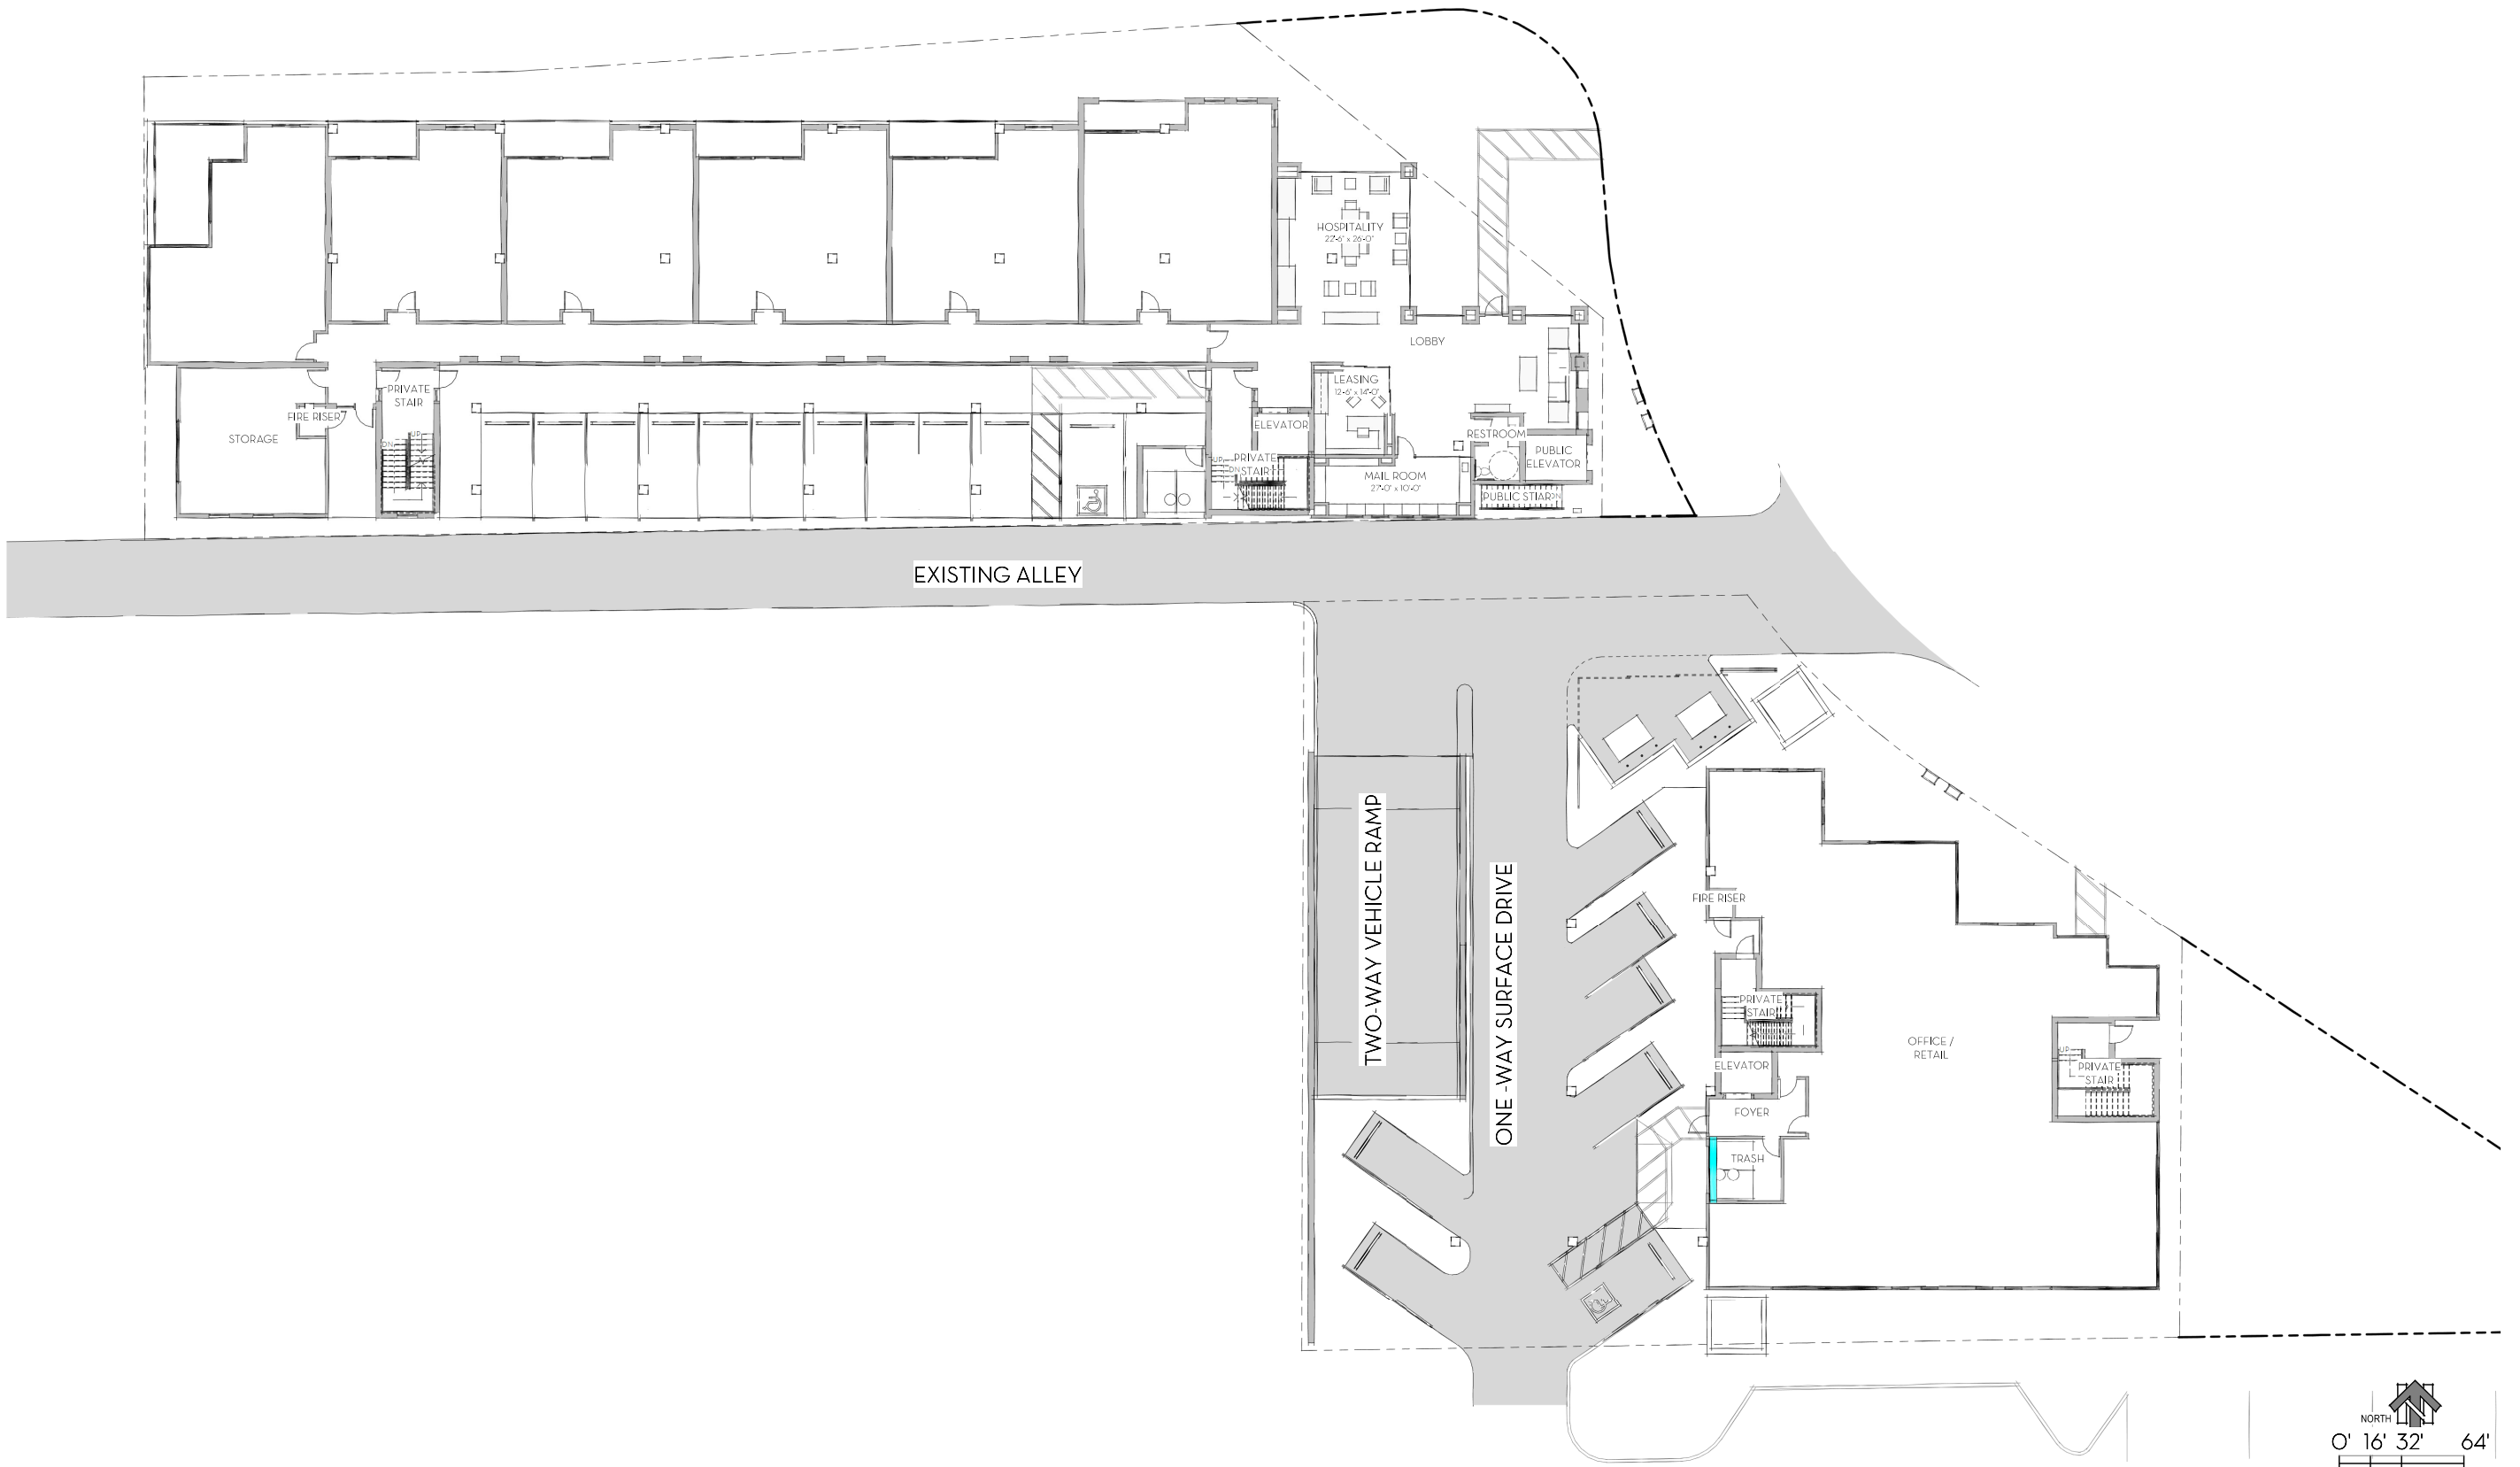 HOSPITALITY
22'-6" x 26'-0"
LOBBY
LEASING
12'-6" x 14'-0"
PRIVATE
STAIR
FIRE RISER
STORAGE
UP
DN
ELEVATOR
RESTROOM
PUBLIC
ELEVATOR
UP
PRIVATE
DN STAIR
MAIL ROOM
27'-0" x 10'-0"
PUBLIC STIAR DN
EXISTING ALLEY
TWO-WAY VEHICLE RAMP
ONE -WAY SURFACE DRIVE
FIRE RISER
PRIVATE
STAIR
OFFICE /
RETAIL
ELEVATOR
UP
PRIVATE
STAIR
FOYER
TRASH
NORTH
N
0' 16' 32' 64'